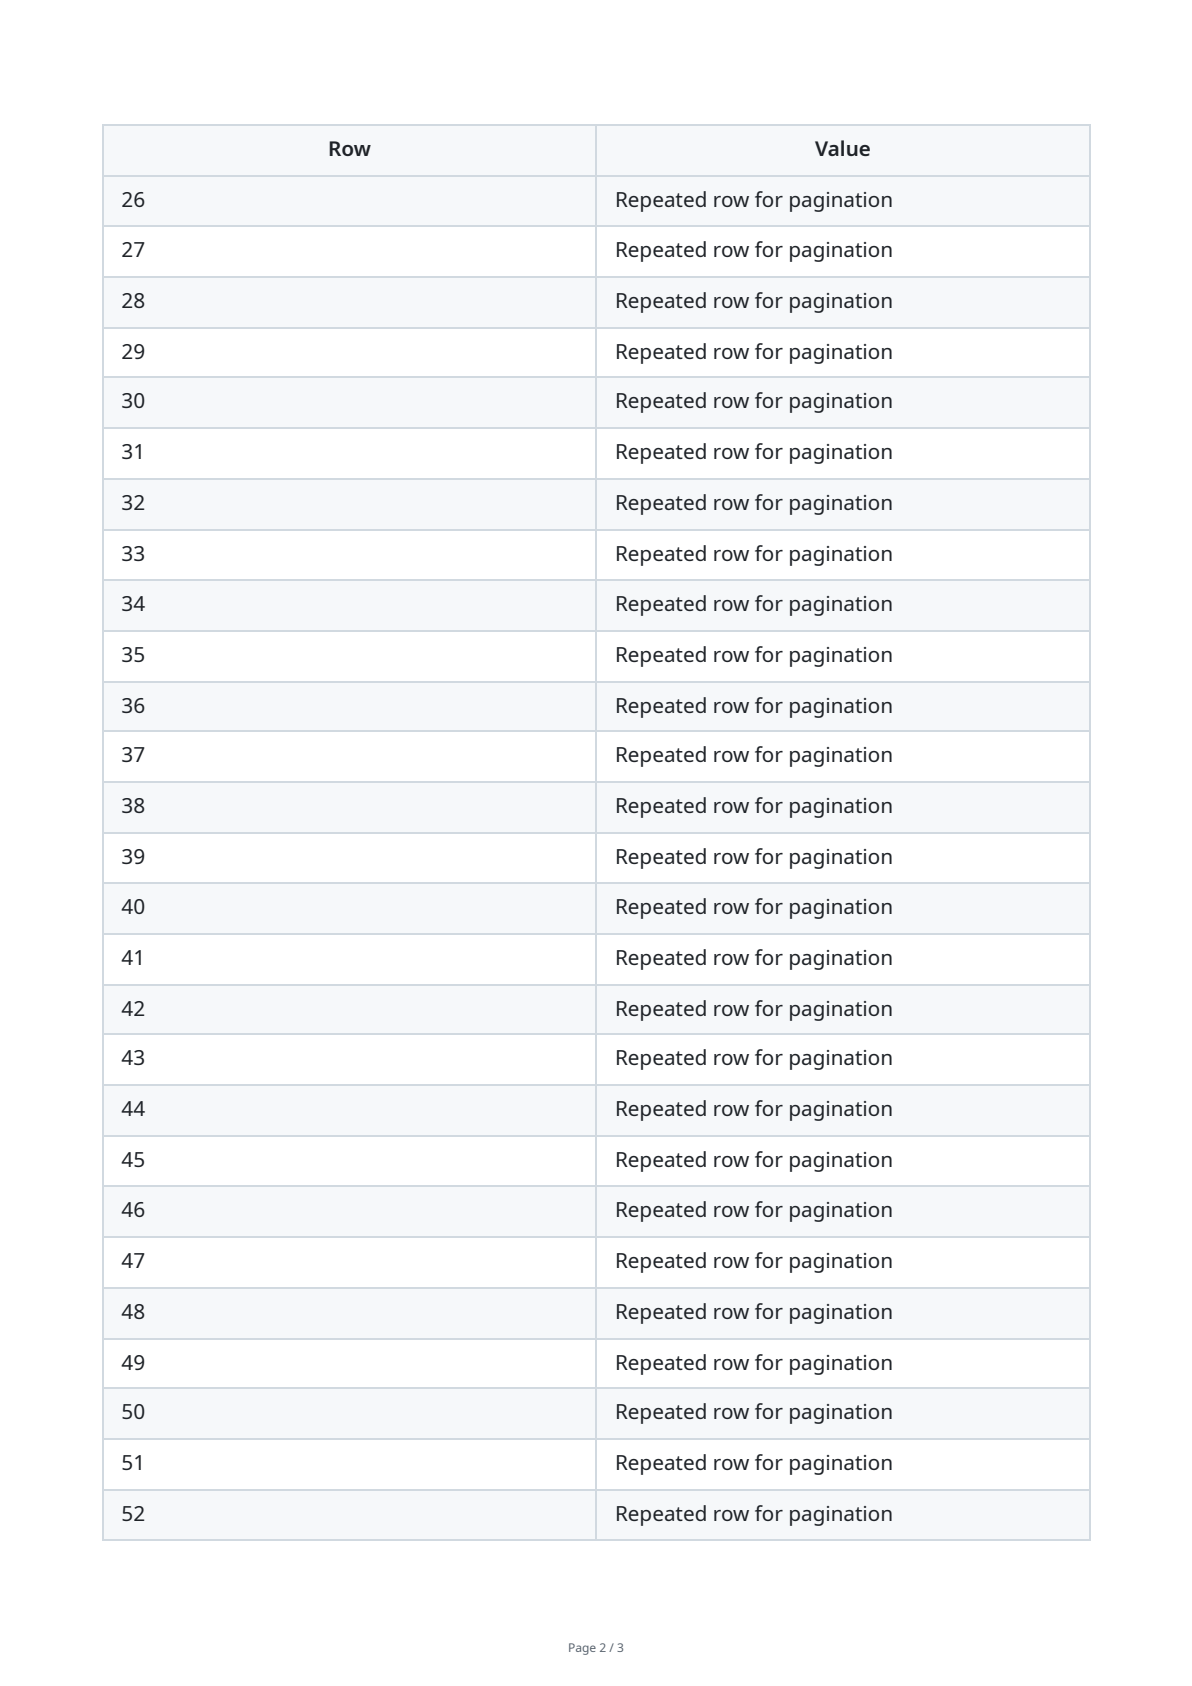 Row Value
26 Repeated row for pagination
27 Repeated row for pagination
28 Repeated row for pagination
29 Repeated row for pagination
30 Repeated row for pagination
31 Repeated row for pagination
32 Repeated row for pagination
33 Repeated row for pagination
34 Repeated row for pagination
35 Repeated row for pagination
36 Repeated row for pagination
37 Repeated row for pagination
38 Repeated row for pagination
39 Repeated row for pagination
40 Repeated row for pagination
41 Repeated row for pagination
42 Repeated row for pagination
43 Repeated row for pagination
44 Repeated row for pagination
45 Repeated row for pagination
46 Repeated row for pagination
47 Repeated row for pagination
48 Repeated row for pagination
49 Repeated row for pagination
50 Repeated row for pagination
51 Repeated row for pagination
52 Repeated row for pagination
Page 2 / 3